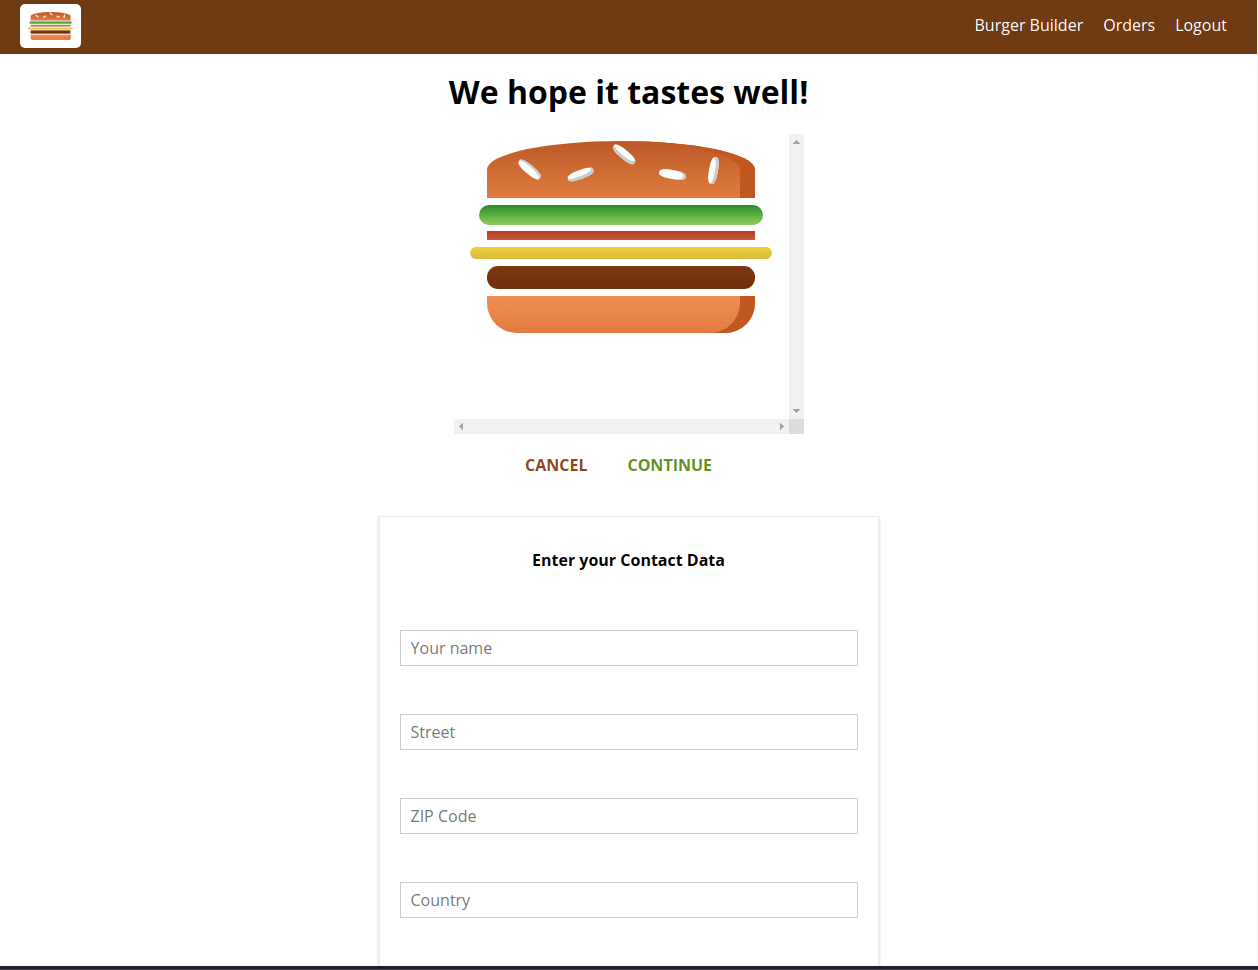 Burger Builder Orders Logout
We hope it tastes well!
CANCEL CONTINUE
Enter your Contact Data
Your name
Street
ZIP Code
Country